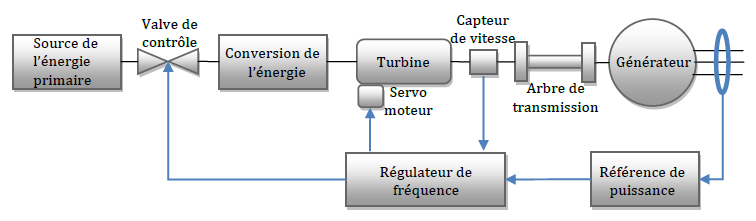 Source de
l'énergie
primaire
Valve de
contrôle
Conversion de
l'énergie
Turbine
Servo
moteur
Capteur
de vitesse
Arbre de
transmission
Générateur
Régulateur de
fréquence
Référence de
puissance